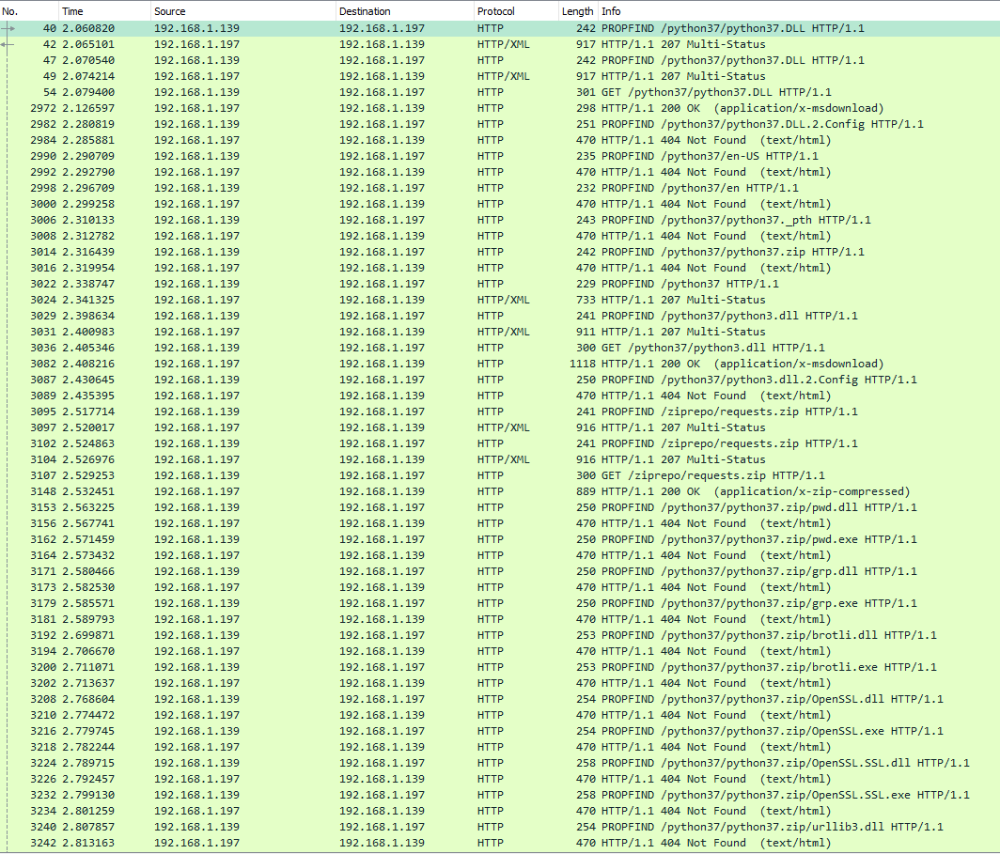 No. Time Source Destination Protocol Length Info
40 2.060820 192.168.1.139 192.168.1.197 HTTP 242 PROPFIND /python37/python37.DLL HTTP/1.1
42 2.065101 192.168.1.197 192.168.1.139 HTTP/XML 917 HTTP/1.1 207 Multi-Status
47 2.070540 192.168.1.139 192.168.1.197 HTTP 242 PROPFIND /python37/python37.DLL HTTP/1.1
49 2.074214 192.168.1.197 192.168.1.139 HTTP/XML 917 HTTP/1.1 207 Multi-Status
54 2.079400 192.168.1.139 192.168.1.197 HTTP 301 GET /python37/python37.DLL HTTP/1.1
2972 2.126597 192.168.1.197 192.168.1.139 HTTP 298 HTTP/1.1 200 OK (application/x-msdownload)
2982 2.280819 192.168.1.139 192.168.1.197 HTTP 251 PROPFIND /python37/python37.DLL.2.Config HTTP/1.1
2984 2.285881 192.168.1.197 192.168.1.139 HTTP 470 HTTP/1.1 404 Not Found (text/html)
2990 2.290709 192.168.1.139 192.168.1.197 HTTP 235 PROPFIND /python37/en-US HTTP/1.1
2992 2.292790 192.168.1.197 192.168.1.139 HTTP 470 HTTP/1.1 404 Not Found (text/html)
2998 2.296709 192.168.1.139 192.168.1.197 HTTP 232 PROPFIND /python37/en HTTP/1.1
3000 2.299258 192.168.1.197 192.168.1.139 HTTP 470 HTTP/1.1 404 Not Found (text/html)
3006 2.310133 192.168.1.139 192.168.1.197 HTTP 243 PROPFIND /python37/python37._pth HTTP/1.1
3008 2.312782 192.168.1.197 192.168.1.139 HTTP 470 HTTP/1.1 404 Not Found (text/html)
3014 2.316439 192.168.1.139 192.168.1.197 HTTP 242 PROPFIND /python37/python37.zip HTTP/1.1
3016 2.319954 192.168.1.197 192.168.1.139 HTTP 470 HTTP/1.1 404 Not Found (text/html)
3022 2.338747 192.168.1.139 192.168.1.197 HTTP 229 PROPFIND /python37 HTTP/1.1
3024 2.341325 192.168.1.197 192.168.1.139 HTTP/XML 733 HTTP/1.1 207 Multi-Status
3029 2.398634 192.168.1.139 192.168.1.197 HTTP 241 PROPFIND /python37/python3.dll HTTP/1.1
3031 2.400983 192.168.1.197 192.168.1.139 HTTP/XML 911 HTTP/1.1 207 Multi-Status
3036 2.405346 192.168.1.139 192.168.1.197 HTTP 300 GET /python37/python3.dll HTTP/1.1
3082 2.408216 192.168.1.197 192.168.1.139 HTTP 1118 HTTP/1.1 200 OK (application/x-msdownload)
3087 2.430645 192.168.1.139 192.168.1.197 HTTP 250 PROPFIND /python37/python3.dll.2.Config HTTP/1.1
3089 2.435395 192.168.1.197 192.168.1.139 HTTP 470 HTTP/1.1 404 Not Found (text/html)
3095 2.517714 192.168.1.139 192.168.1.197 HTTP 241 PROPFIND /ziprepo/requests.zip HTTP/1.1
3097 2.520017 192.168.1.197 192.168.1.139 HTTP/XML 916 HTTP/1.1 207 Multi-Status
3102 2.524863 192.168.1.139 192.168.1.197 HTTP 241 PROPFIND /ziprepo/requests.zip HTTP/1.1
3104 2.526976 192.168.1.197 192.168.1.139 HTTP/XML 916 HTTP/1.1 207 Multi-Status
3107 2.529253 192.168.1.139 192.168.1.197 HTTP 300 GET /ziprepo/requests.zip HTTP/1.1
3148 2.532451 192.168.1.197 192.168.1.139 HTTP 889 HTTP/1.1 200 OK (application/x-zip-compressed)
3153 2.563225 192.168.1.139 192.168.1.197 HTTP 250 PROPFIND /python37/python37.zip/pwd.dll HTTP/1.1
3156 2.567741 192.168.1.197 192.168.1.139 HTTP 470 HTTP/1.1 404 Not Found (text/html)
3162 2.571459 192.168.1.139 192.168.1.197 HTTP 250 PROPFIND /python37/python37.zip/pwd.exe HTTP/1.1
3164 2.573432 192.168.1.197 192.168.1.139 HTTP 470 HTTP/1.1 404 Not Found (text/html)
3171 2.580466 192.168.1.139 192.168.1.197 HTTP 250 PROPFIND /python37/python37.zip/grp.dll HTTP/1.1
3173 2.582530 192.168.1.197 192.168.1.139 HTTP 470 HTTP/1.1 404 Not Found (text/html)
3179 2.585571 192.168.1.139 192.168.1.197 HTTP 250 PROPFIND /python37/python37.zip/grp.exe HTTP/1.1
3181 2.589793 192.168.1.197 192.168.1.139 HTTP 470 HTTP/1.1 404 Not Found (text/html)
3192 2.699871 192.168.1.139 192.168.1.197 HTTP 253 PROPFIND /python37/python37.zip/brotli.dll HTTP/1.1
3194 2.706670 192.168.1.197 192.168.1.139 HTTP 470 HTTP/1.1 404 Not Found (text/html)
3200 2.711071 192.168.1.139 192.168.1.197 HTTP 253 PROPFIND /python37/python37.zip/brotli.exe HTTP/1.1
3202 2.713637 192.168.1.197 192.168.1.139 HTTP 470 HTTP/1.1 404 Not Found (text/html)
3208 2.768604 192.168.1.139 192.168.1.197 HTTP 254 PROPFIND /python37/python37.zip/OpenSSL.dll HTTP/1.1
3210 2.774472 192.168.1.197 192.168.1.139 HTTP 470 HTTP/1.1 404 Not Found (text/html)
3216 2.779745 192.168.1.139 192.168.1.197 HTTP 254 PROPFIND /python37/python37.zip/OpenSSL.exe HTTP/1.1
3218 2.782244 192.168.1.197 192.168.1.139 HTTP 470 HTTP/1.1 404 Not Found (text/html)
3224 2.789715 192.168.1.139 192.168.1.197 HTTP 258 PROPFIND /python37/python37.zip/OpenSSL.SSL.dll HTTP/1.1
3226 2.792457 192.168.1.197 192.168.1.139 HTTP 470 HTTP/1.1 404 Not Found (text/html)
3232 2.799130 192.168.1.139 192.168.1.197 HTTP 258 PROPFIND /python37/python37.zip/OpenSSL.SSL.exe HTTP/1.1
3234 2.801259 192.168.1.197 192.168.1.139 HTTP 470 HTTP/1.1 404 Not Found (text/html)
3240 2.807857 192.168.1.139 192.168.1.197 HTTP 254 PROPFIND /python37/python37.zip/urllib3.dll HTTP/1.1
3242 2.813163 192.168.1.197 192.168.1.139 HTTP 470 HTTP/1.1 404 Not Found (text/html)